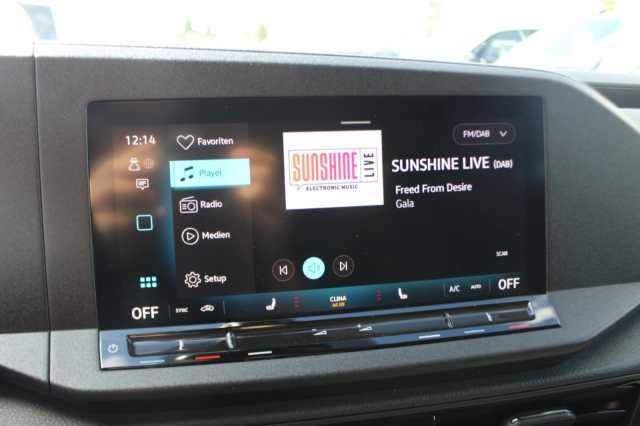 12:14
Favoriten
FM/DAB
SUNSHINE
LIVE
ELECTRONIC MUSIC
SUNSHINE LIVE (DAB)
Player
Freed From Desire
Gala
Radio
Medien
SCAN
Setup
OFF
SYNC
CLIMA
A/C
AUTO
OFF